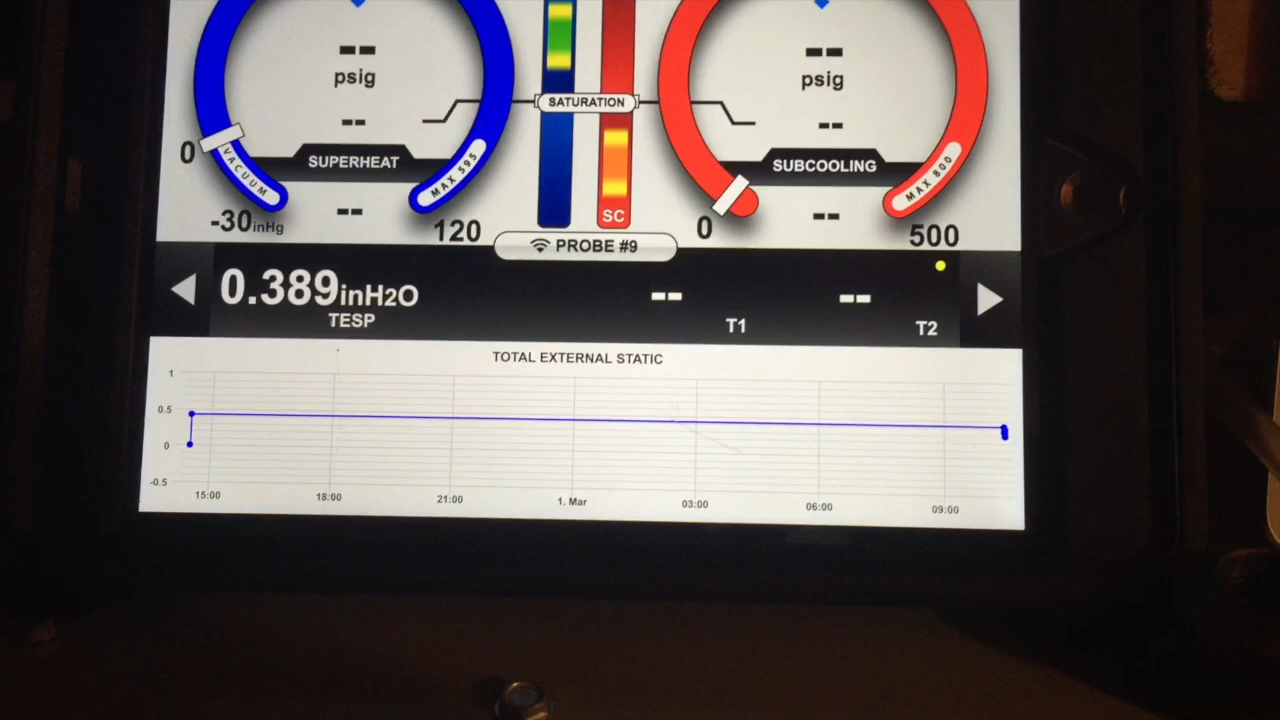 --
psig
--
SUPERHEAT
--
0
VACUUM
-30inHg
MAX 595
120
SATURATION
SC
--
psig
--
SUBCOOLING
--
0
MAX 800
500
PROBE #9
0.389inH2O
TESP
--
T1
--
T2
TOTAL EXTERNAL STATIC
1
0.5
0
-0.5
15:00
18:00
21:00
1. Mar
03:00
06:00
09:00